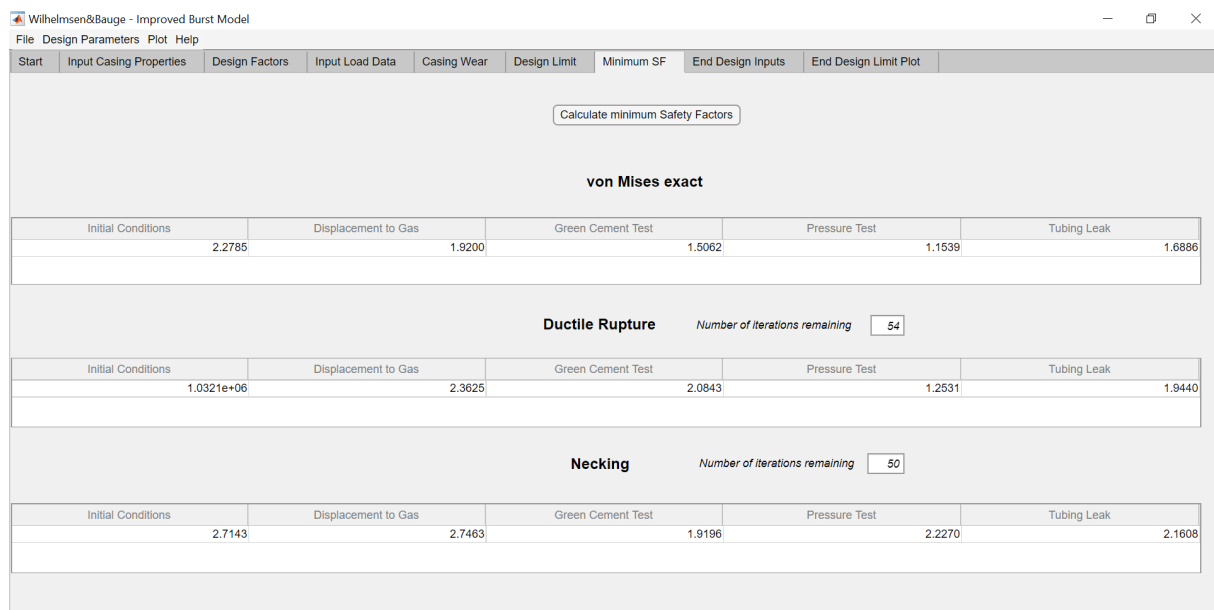 Wilhelmsen&Bauge - Improved Burst Model
File Design Parameters Plot Help
Start Input Casing Properties Design Factors Input Load Data Casing Wear Design Limit Minimum SF End Design Inputs End Design Limit Plot
Calculate minimum Safety Factors
von Mises exact
Initial Conditions Displacement to Gas Green Cement Test Pressure Test Tubing Leak
2.2785 1.9200 1.5062 1.1539 1.6886
Ductile Rupture Number of iterations remaining 54
Initial Conditions Displacement to Gas Green Cement Test Pressure Test Tubing Leak
1.0321e+06 2.3625 2.0843 1.2531 1.9440
Necking Number of iterations remaining 50
Initial Conditions Displacement to Gas Green Cement Test Pressure Test Tubing Leak
2.7143 2.7463 1.9196 2.2270 2.1608